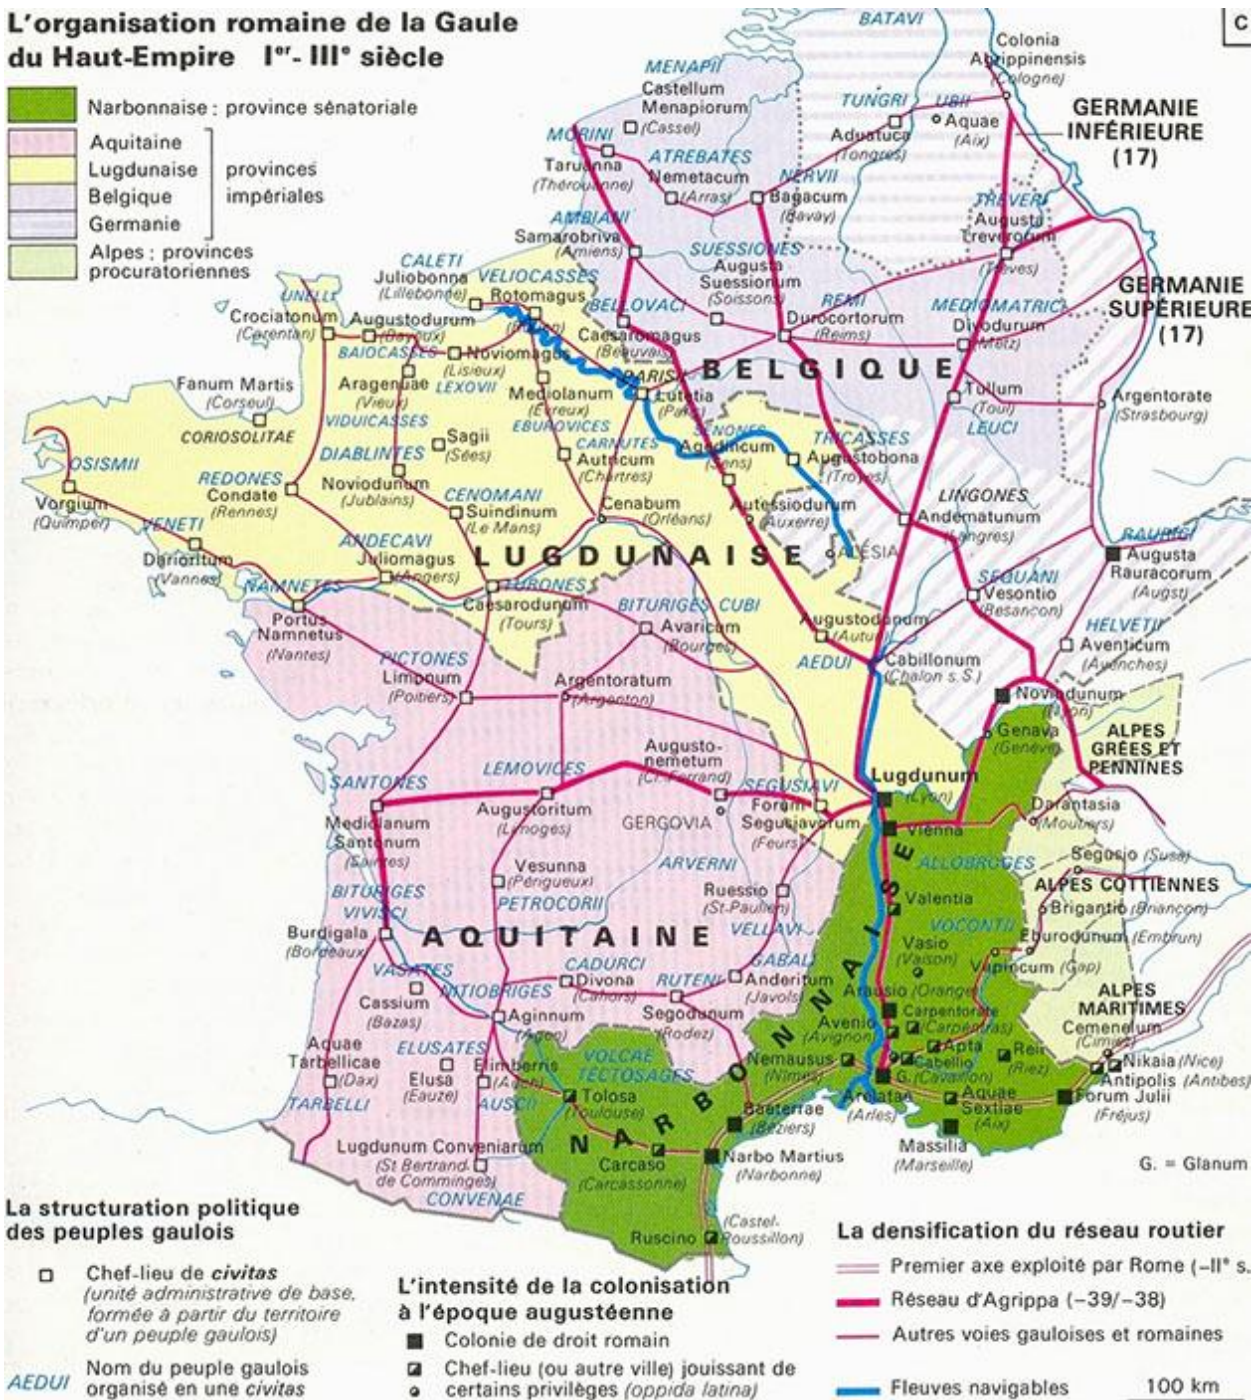 L'organisation romaine de la Gaule
du Haut-Empire Iᵉʳ - IIIᵉ siècle
C
Narbonnaise : province sénatoriale
Aquitaine
Lugdunaise
Belgique
Germanie
provinces
impériales
Alpes : provinces
procuratoriennes
BATAVI
Colonia
Agrippinensis
(Cologne)
MENAPII
Castellum
Menapiorum
(Cassel)
TUNGRI
UBII
Aduatuca
(Tongres)
Aquae
(Aix)
GERMANIE
INFÉRIEURE
(17)
MORINI
Taruanna
(Thérouanne)
ATREBATES
Nemetacum
(Arras)
NERVII
Bagacum
(Bavay)
TREVERI
Augusta
Treverorum
(Trèves)
AMBIANI
Samarobriva
(Amiens)
SUESSIONES
Augusta
Suessionum
(Soissons)
CALETI
Juliobonna
(Lillebonne)
VELIOCASSES
Rotomagus
(Rouen)
BELLOVACI
Caesaromagus
(Beauvais)
REMI
Durocortorum
(Reims)
MEDIOMATRICI
Divodurum
(Metz)
GERMANIE
SUPÉRIEURE
(17)
UNELLI
Crociatonum
(Carentan)
Augustodurum
(Bayeux)
BAIOCASSES
Noviomagus
(Lisieux)
LEXOVII
Aragenuae
(Vieux)
VIDUCASSES
Mediolanum
(Évreux)
EBUROVICES
PARISII
Lutetia
(Paris)
BELGIQUE
Tullum
(Toul)
LEUCI
Argentorate
(Strasbourg)
Fanum Martis
(Corseul)
CORIOSOLITAE
Sagii
(Sées)
CARNUTES
Autricum
(Chartres)
SENONES
Agedincum
(Sens)
TRICASSES
Augustobona
(Troyes)
OSISMII
Vorgium
(Quimper)
REDONES
Condate
(Rennes)
DIABLINTES
Noviodunum
(Jublains)
CENOMANI
Suindinum
(Le Mans)
Cenabum
(Orléans)
Autessiodurum
(Auxerre)
LINGONES
Andematunum
(Langres)
VENETI
Darioritum
(Vannes)
ANDECAVI
Juliomagus
(Angers)
LUGDUNAISE
ALÉSIA
RAURICI
Augusta
Rauracorum
(Augst)
NAMNETES
Portus
Namnetus
(Nantes)
TURONES
Caesarodunum
(Tours)
BITURIGES CUBI
Avaricum
(Bourges)
Augustodunum
(Autun)
AEDUI
SEQUANI
Vesontio
(Besançon)
HELVETII
Aventicum
(Avenches)
Cabillonum
(Chalon s. S.)
PICTONES
Limonum
(Poitiers)
Argentoratum
(Argenton)
Noviodunum
(Nyon)
Genava
(Genève)
ALPES
GRÉES ET
PENNINES
SANTONES
Mediolanum
Santonum
(Saintes)
LEMOVICES
Augustoritum
(Limoges)
Augusto-
nemetum
(Cl. Ferrand)
GERGOVIA
SEGUSIAVI
Forum
Segusiavorum
(Feurs)
Lugdunum
(Lyon)
Vienna
Darantasia
(Moutiers)
ALLOBROGES
Segusio (Susa)
ALPES COTTIENNES
Brigantio (Briançon)
Vesunna
(Périgueux)
PETROCORII
ARVERNI
Ruessio
(St-Paulien)
VELLAVI
Valentia
VOCONTII
Eburodunum (Embrun)
Vapincum (Gap)
BITURIGES
VIVISCI
Burdigala
(Bordeaux)
AQUITAINE
Vasio
(Vaison)
VASATES
Cassium
(Bazas)
NITIOBRIGES
Aginnum
(Agen)
CADURCI
Divona
(Cahors)
RUTENI
Segodunum
(Rodez)
GABALI
Anderitum
(Javols)
Arausio (Orange)
Carpentorate
(Carpentras)
ALPES
MARITIMES
Cemenelum
(Cimiez)
Avenio
(Avignon)
Apta
Cabellio
(Cavaillon)
Reii
(Riez)
Nikaia (Nice)
Antipolis (Antibes)
Forum Julii
(Fréjus)
Aquae
Tarbellicae
(Dax)
TARBELLI
ELUSATES
Elusa
(Eauze)
Elimberris
(Auch)
AUSCII
VOLCAE
TECTOSAGES
Tolosa
(Toulouse)
Nemausus
(Nîmes)
G.
Arelatae
(Arles)
Aquae
Sextiae
(Aix)
Massilia
(Marseille)
NARBONNAISE
Baeterrae
(Béziers)
Lugdunum Conveniarum
(St Bertrand-
de Comminges)
CONVENAE
Carcaso
(Carcassonne)
Narbo Martius
(Narbonne)
Ruscino
(Castel-
Roussillon)
G. = Glanum
La structuration politique
des peuples gaulois
Chef-lieu de civitas
(unité administrative de base,
formée à partir du territoire
d'un peuple gaulois)
AEDUI Nom du peuple gaulois
organisé en une civitas
L'intensité de la colonisation
à l'époque augustéenne
Colonie de droit romain
Chef-lieu (ou autre ville) jouissant de
certains privilèges (oppida latina)
La densification du réseau routier
Premier axe exploité par Rome (–IIᵉ s.
Réseau d'Agrippa (–39/–38)
Autres voies gauloises et romaines
Fleuves navigables
100 km